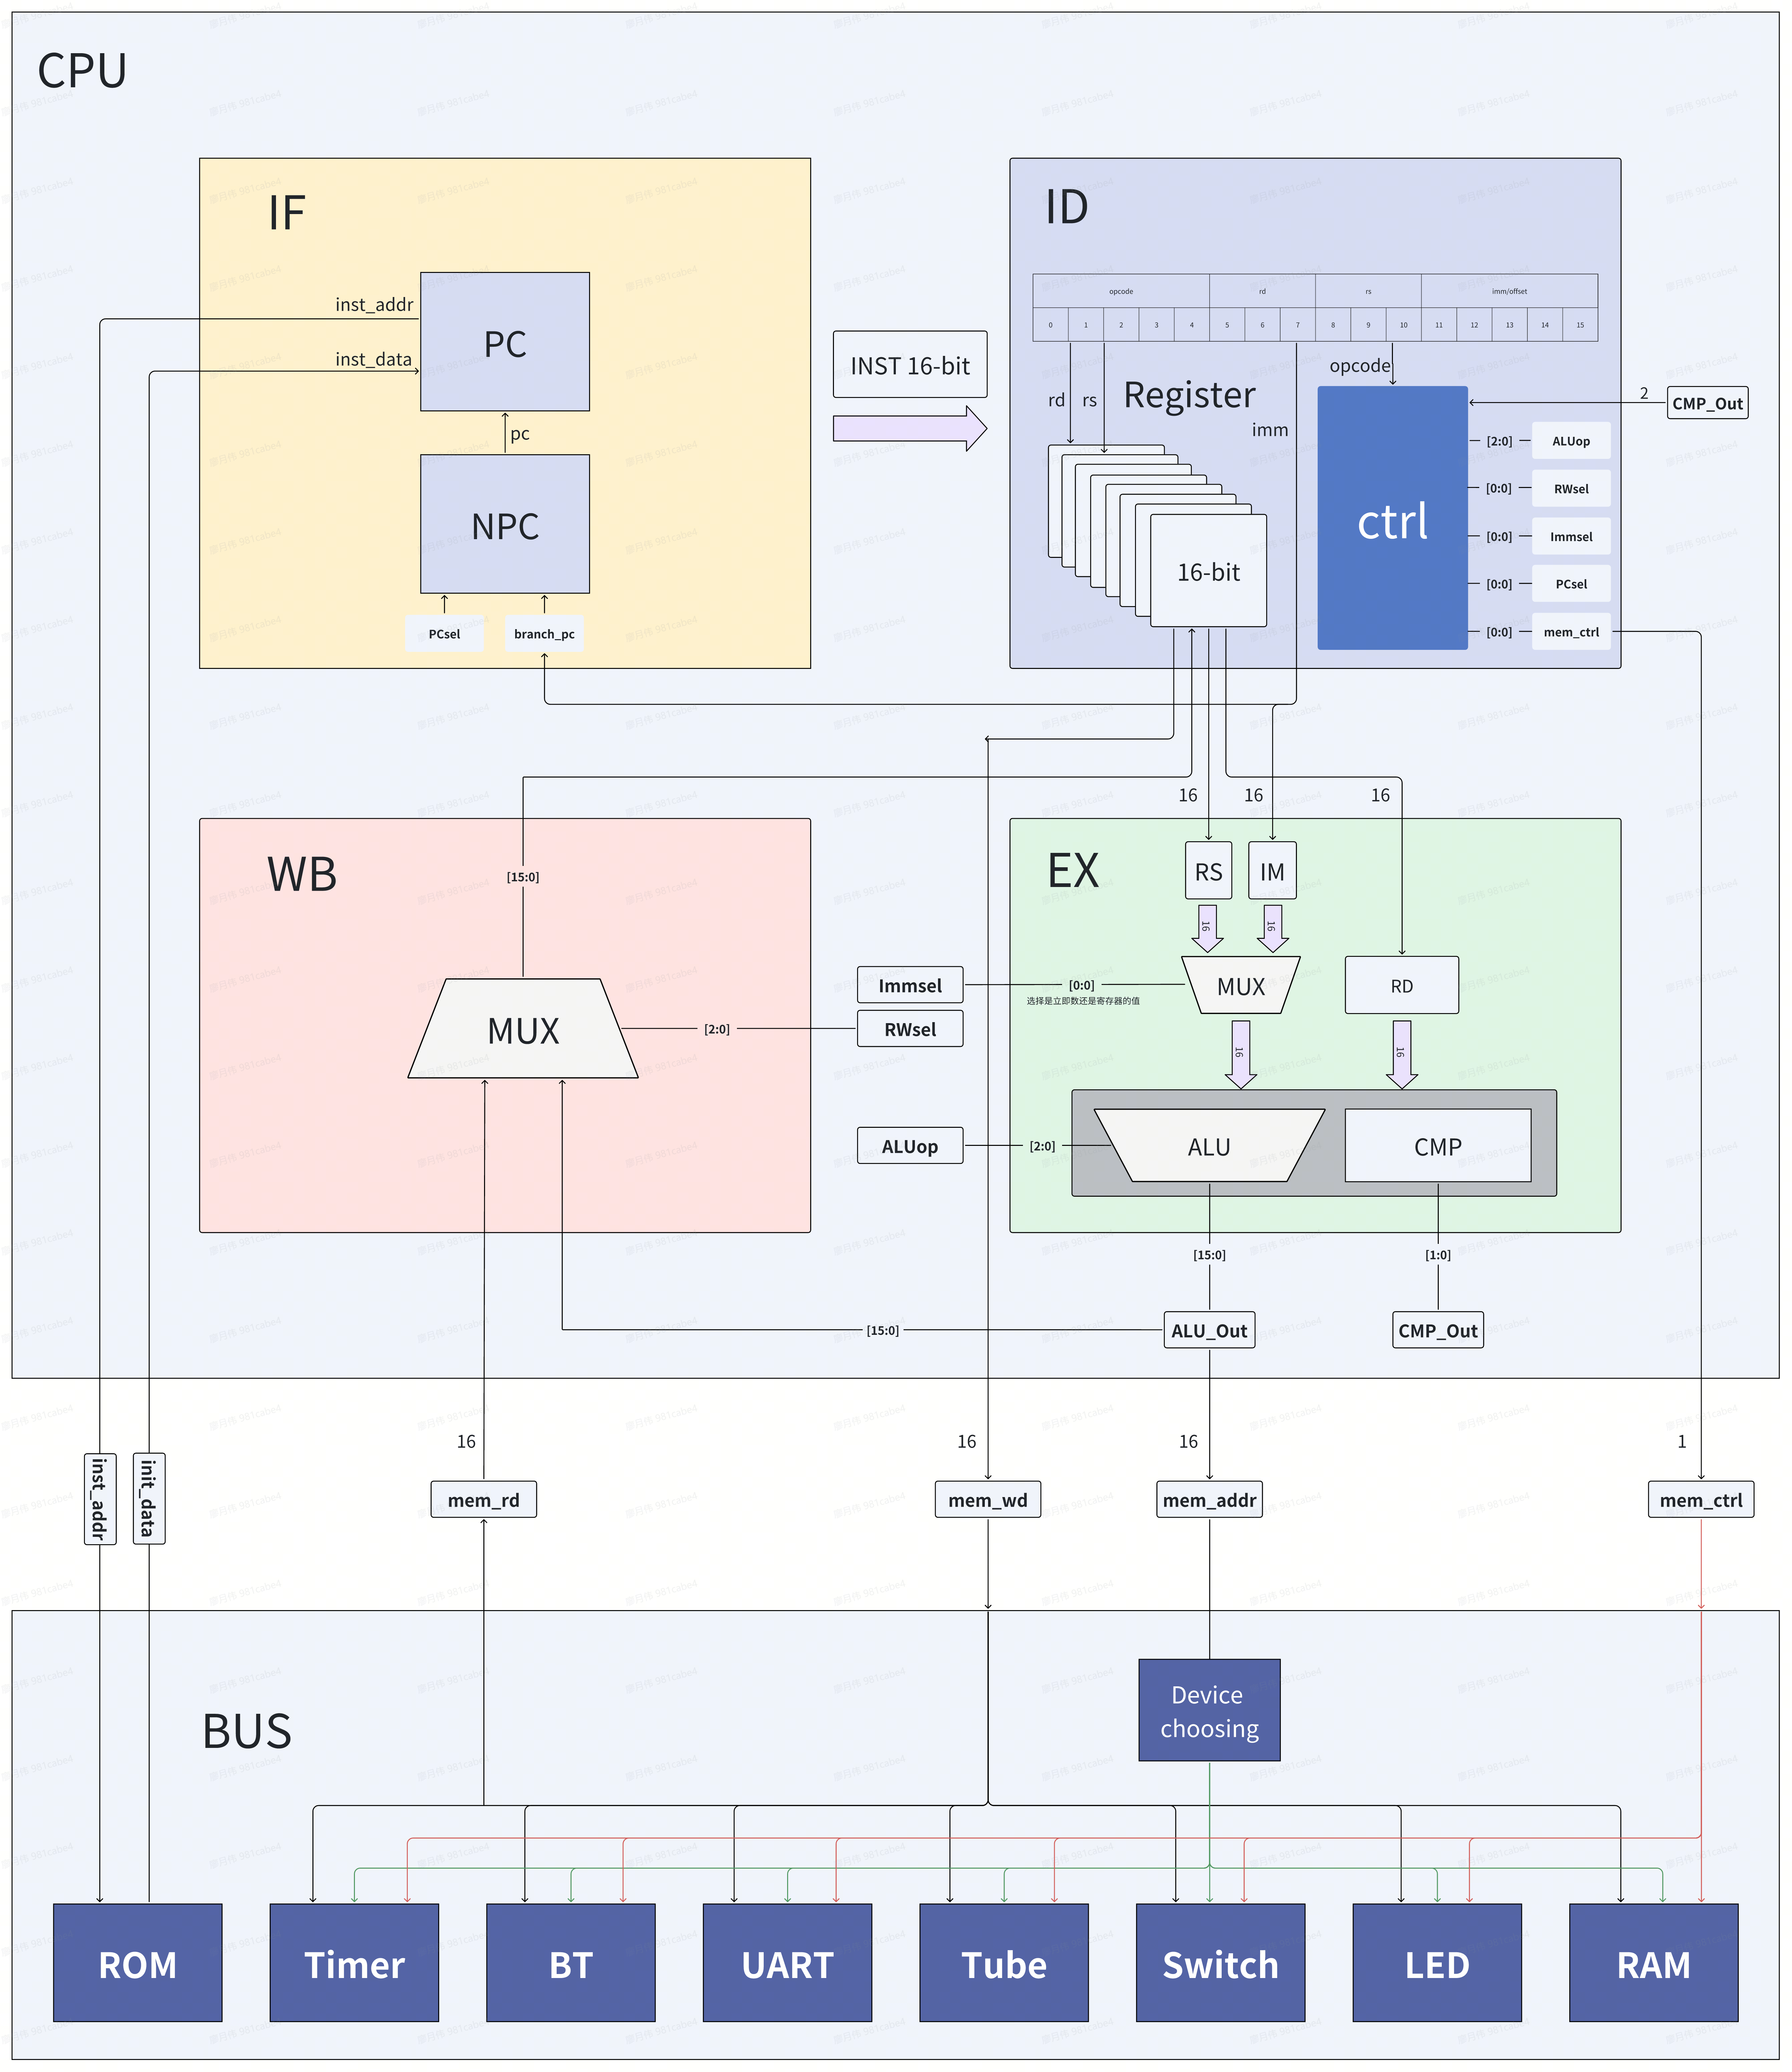 CPU
IF
inst_addr
inst_data
PC
pc
NPC
PCsel
branch_pc
INST 16-bit
ID
opcode rd rs imm/offset
0 1 2 3 4 5 6 7 8 9 10 11 12 13 14 15
rd rs
Register
imm
opcode
16-bit
ctrl
2
CMP_Out
[2:0] ALUop
[0:0] RWsel
[0:0] Immsel
[0:0] PCsel
[0:0] mem_ctrl
WB
[15:0]
MUX
[2:0]
Immsel
RWsel
ALUop
EX
16 16 16
RS IM
16 16
[0:0]
选择是立即数还是寄存器的值
MUX
RD
16 16
[2:0]
ALU
CMP
[15:0]
[1:0]
[15:0]
ALU_Out
CMP_Out
16
16
16
1
inst_addr
init_data
mem_rd
mem_wd
mem_addr
mem_ctrl
BUS
Device
choosing
ROM
Timer
BT
UART
Tube
Switch
LED
RAM